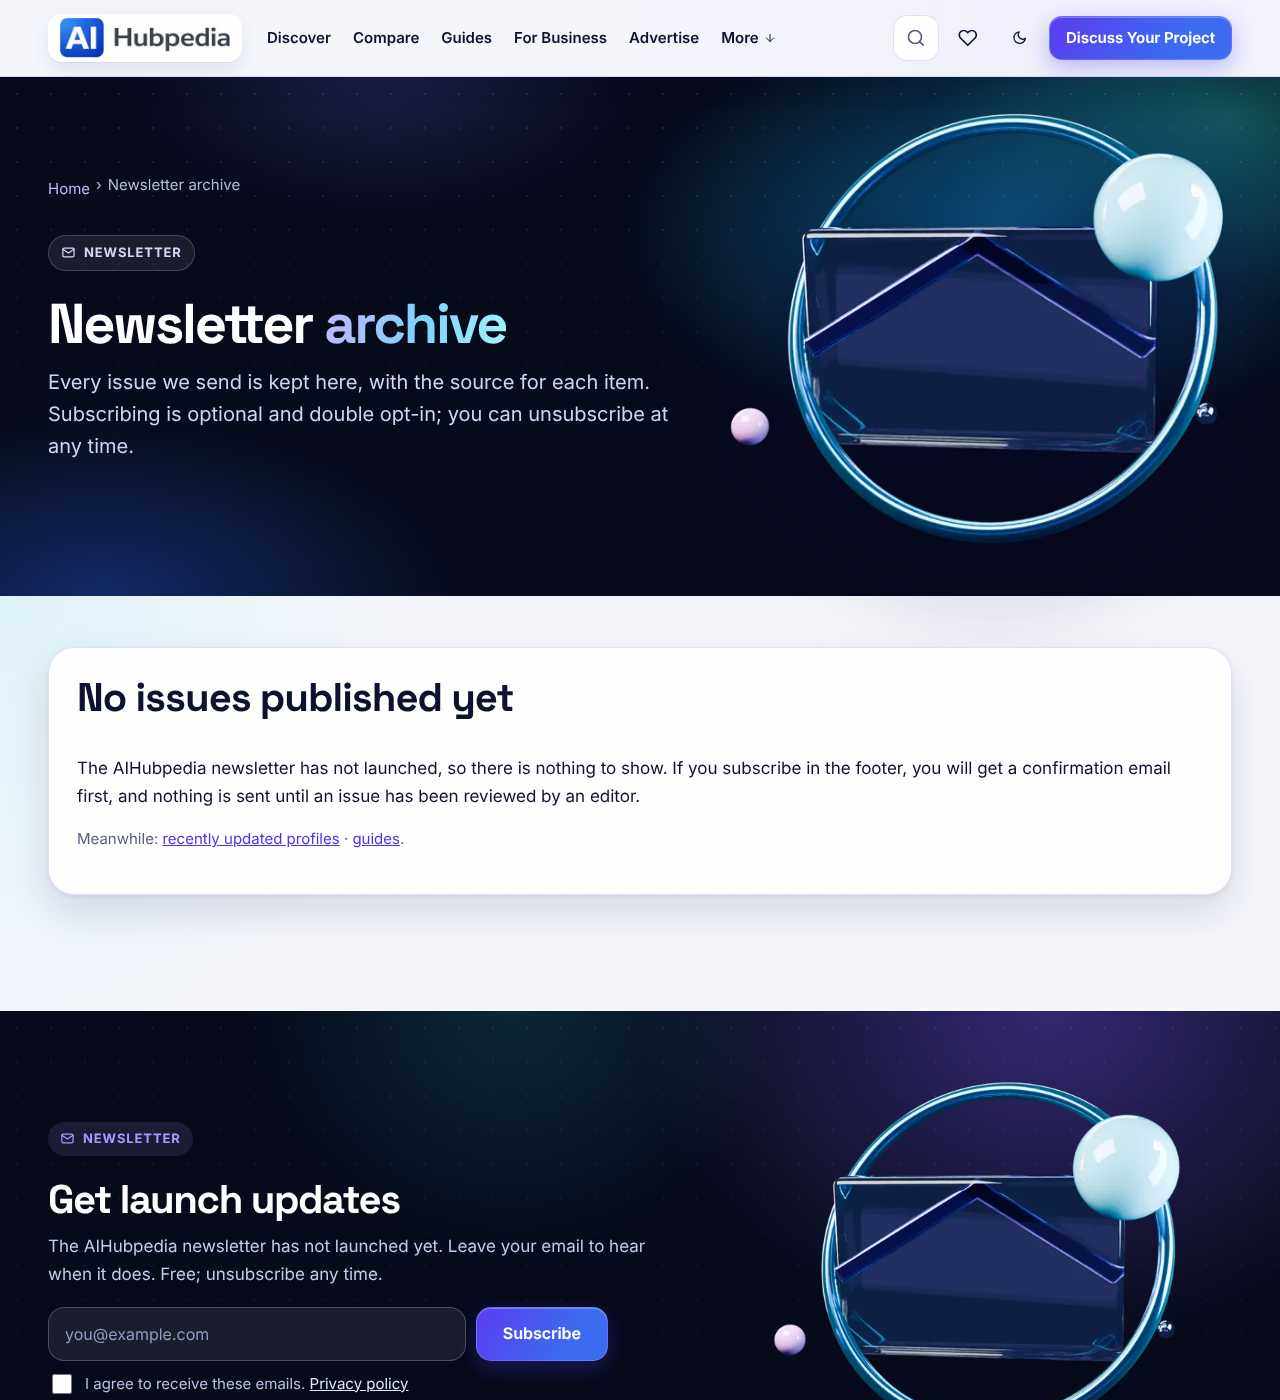 AI Hubpedia
Discover Compare Guides For Business Advertise More ↓ Discuss Your Project
Home › Newsletter archive
NEWSLETTER
Newsletter archive
Every issue we send is kept here, with the source for each item.
Subscribing is optional and double opt-in; you can unsubscribe at
any time.
No issues published yet
The AIHubpedia newsletter has not launched, so there is nothing to show. If you subscribe in the footer, you will get a confirmation email
first, and nothing is sent until an issue has been reviewed by an editor.
Meanwhile: recently updated profiles · guides.
NEWSLETTER
Get launch updates
The AIHubpedia newsletter has not launched yet. Leave your email to hear
when it does. Free; unsubscribe any time.
you@example.com Subscribe
I agree to receive these emails. Privacy policy